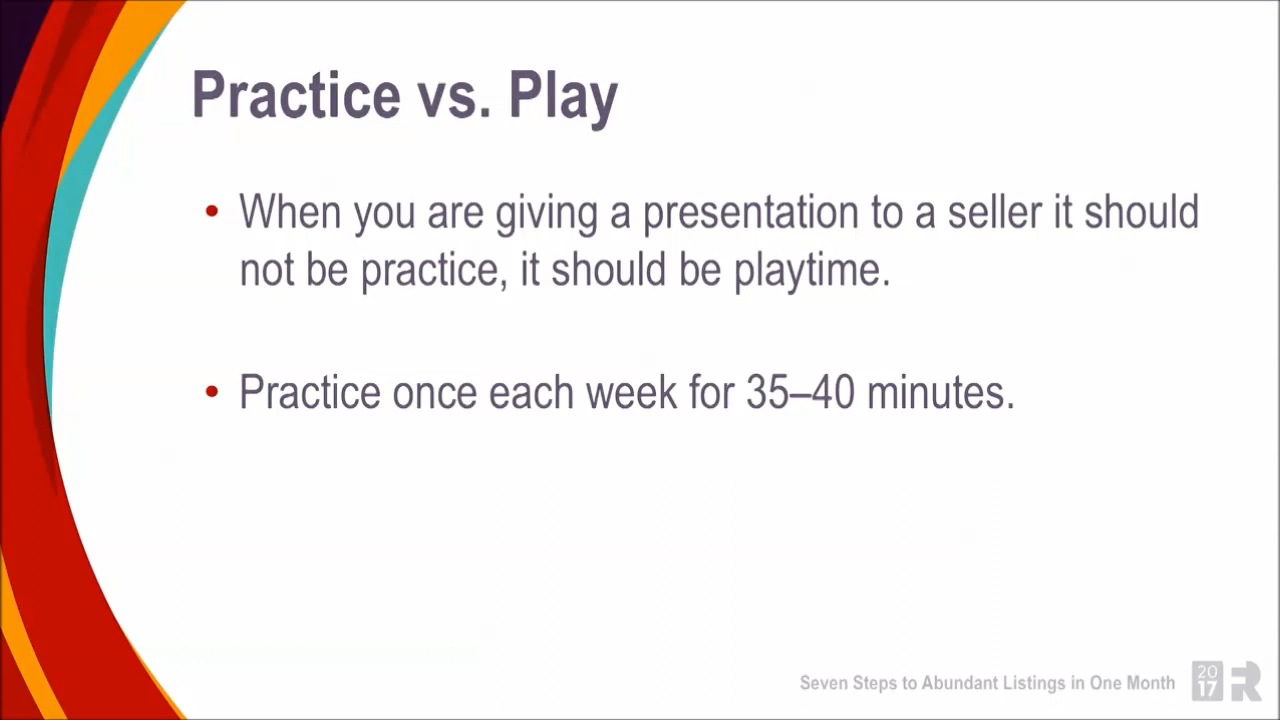 Practice vs. Play
• When you are giving a presentation to a seller it should
not be practice, it should be playtime.
• Practice once each week for 35–40 minutes.
Seven Steps to Abundant Listings in One Month
20
17
R